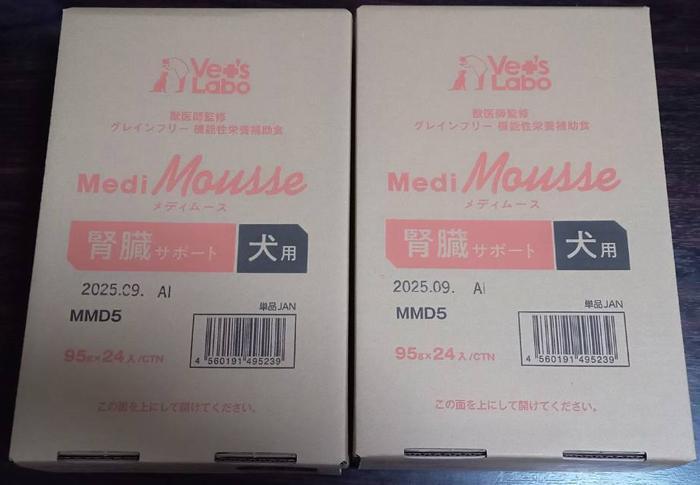 Vet's
Labo
獣医師監修
グレインフリー 機能性栄養補助食
Medi Mousse
メディムース
腎臓サポート 犬用
2025.09. AI
MMD5
単品JAN
4 560191 495239
95g×24入/CTN
この面を上にして開けてください。
Vet's
Labo
獣医師監修
グレインフリー 機能性栄養補助食
Medi Mousse
メディムース
腎臓サポート 犬用
2025.09. AI
MMD5
単品JAN
4 560191 495239
95g×24入/CTN
この面を上にして開けてください。